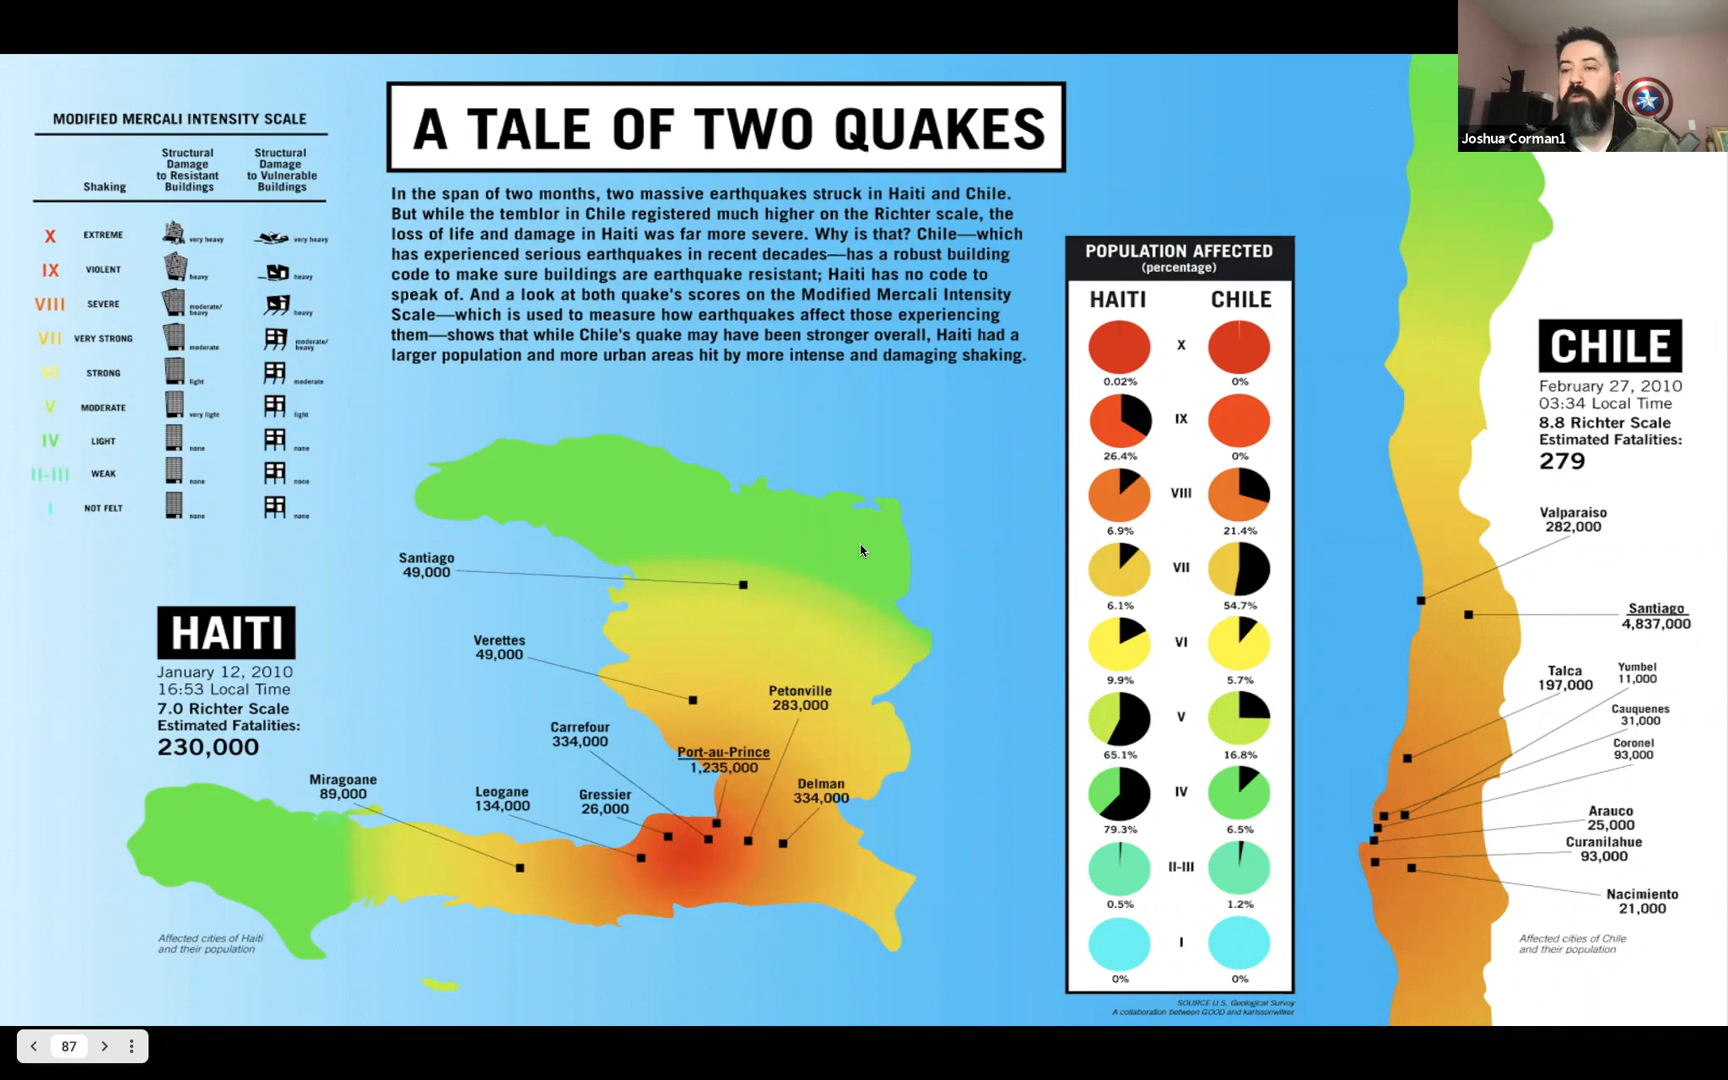 Joshua Corman1
A TALE OF TWO QUAKES
In the span of two months, two massive earthquakes struck in Haiti and Chile.
But while the temblor in Chile registered much higher on the Richter scale, the
loss of life and damage in Haiti was far more severe. Why is that? Chile—which
has experienced serious earthquakes in recent decades—has a robust building
code to make sure buildings are earthquake resistant; Haiti has no code to
speak of. And a look at both quake's scores on the Modified Mercali Intensity
Scale—which is used to measure how earthquakes affect those experiencing
them—shows that while Chile's quake may have been stronger overall, Haiti had a
larger population and more urban areas hit by more intense and damaging shaking.
MODIFIED MERCALI INTENSITY SCALE
Shaking
Structural
Damage
to Resistant
Buildings
Structural
Damage
to Vulnerable
Buildings
X EXTREME very heavy very heavy
IX VIOLENT heavy heavy
VIII SEVERE moderate/
heavy heavy
VII VERY STRONG moderate moderate/
heavy
VI STRONG light moderate
V MODERATE very light light
IV LIGHT none none
II-III WEAK none none
I NOT FELT none none
HAITI
January 12, 2010
16:53 Local Time
7.0 Richter Scale
Estimated Fatalities:
230,000
Santiago
49,000
Verettes
49,000
Petonville
283,000
Carrefour
334,000
Port-au-Prince
1,235,000
Delman
334,000
Miragoane
89,000
Leogane
134,000
Gressier
26,000
Affected cities of Haiti
and their population
POPULATION AFFECTED
(percentage)
HAITI CHILE
X
0.02% 0%
IX
26.4% 0%
VIII
6.9% 21.4%
VII
6.1% 54.7%
VI
9.9% 5.7%
V
65.1% 16.8%
IV
79.3% 6.5%
II-III
0.5% 1.2%
I
0% 0%
SOURCE U.S. Geological Survey
A collaboration between GOOD and karlssonwilker
CHILE
February 27, 2010
03:34 Local Time
8.8 Richter Scale
Estimated Fatalities:
279
Valparaiso
282,000
Santiago
4,837,000
Talca
197,000
Yumbel
11,000
Cauquenes
31,000
Coronel
93,000
Arauco
25,000
Curanilahue
93,000
Nacimiento
21,000
Affected cities of Chile
and their population
87